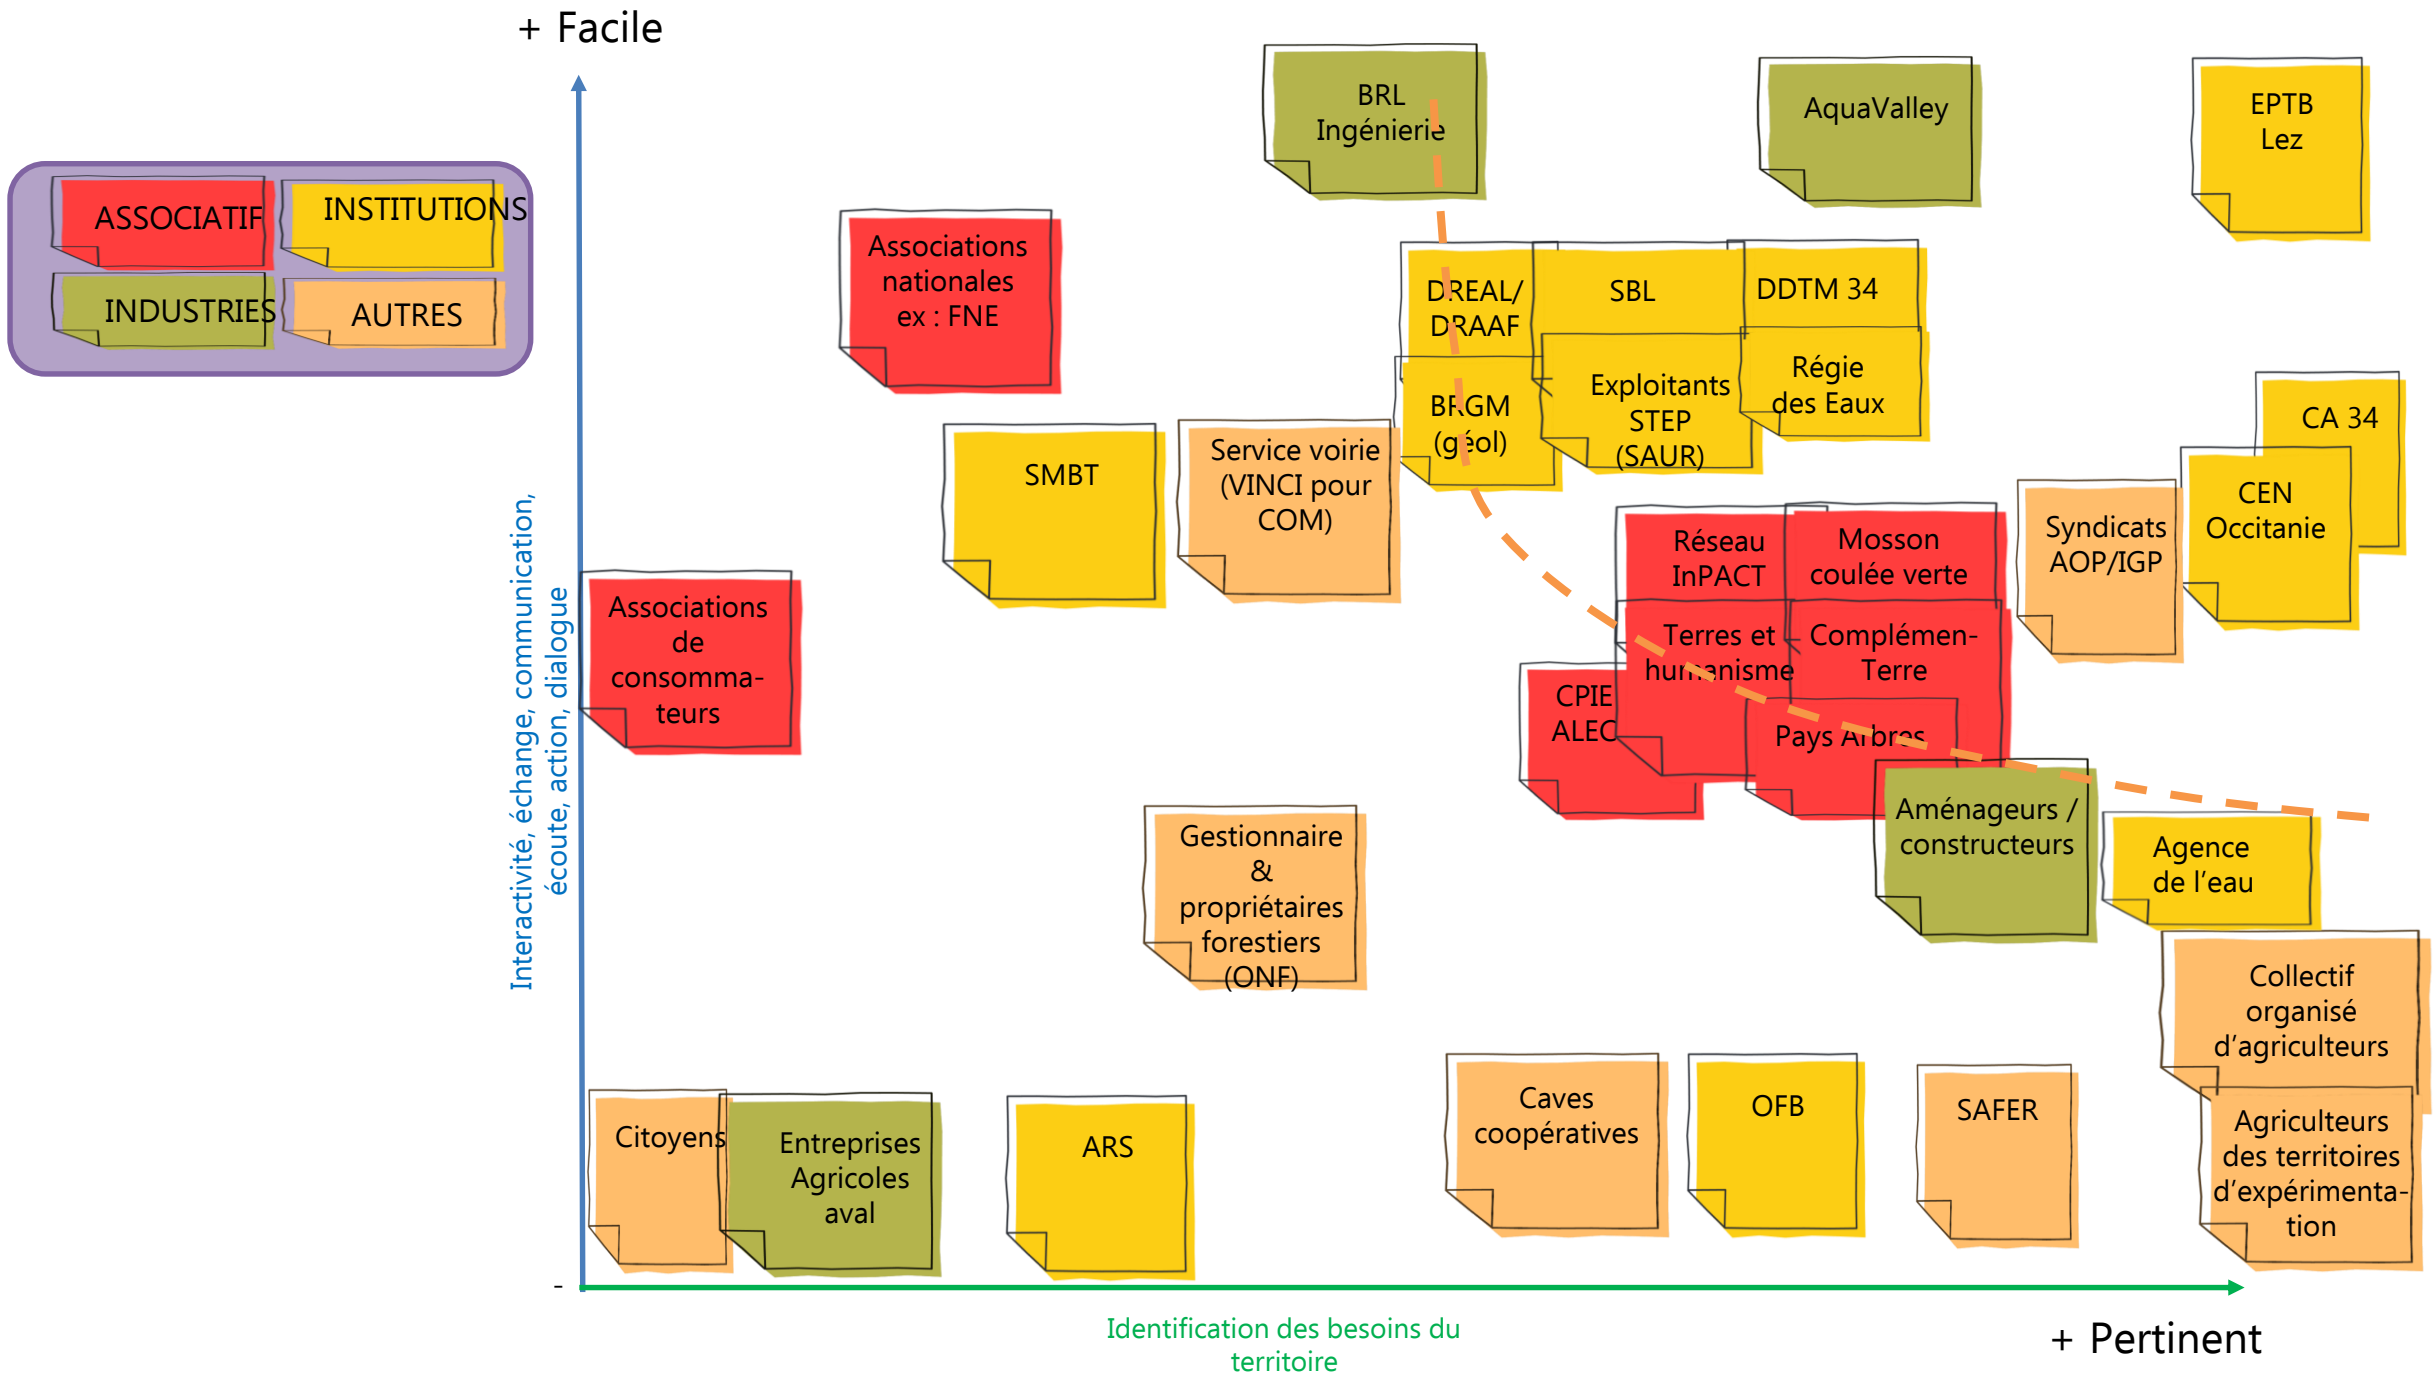 + Facile
ASSOCIATIF
INSTITUTIONS
INDUSTRIES
AUTRES
BRL
Ingénierie
AquaValley
EPTB
Lez
Associations
nationales
ex : FNE
DREAL/
DRAAF
SBL
DDTM 34
BRGM
(géol)
Exploitants
STEP
(SAUR)
Régie
des Eaux
CA 34
CEN
Occitanie
SMBT
Service voirie
(VINCI pour
COM)
Syndicats
AOP/IGP
Réseau
InPACT
Mosson
coulée verte
Associations
de
consomma-
teurs
Terres et
humanisme
Complémen-
Terre
CPIE
ALEC
Pays Arbres
Interactivité, échange, communication,
écoute, action, dialogue
Gestionnaire
&
propriétaires
forestiers
(ONF)
Aménageurs /
constructeurs
Agence
de l’eau
Collectif
organisé
d’agriculteurs
Citoyens
Entreprises
Agricoles
aval
ARS
Caves
coopératives
OFB
SAFER
Agriculteurs
des territoires
d’expérimenta-
tion
-
Identification des besoins du
territoire
+ Pertinent